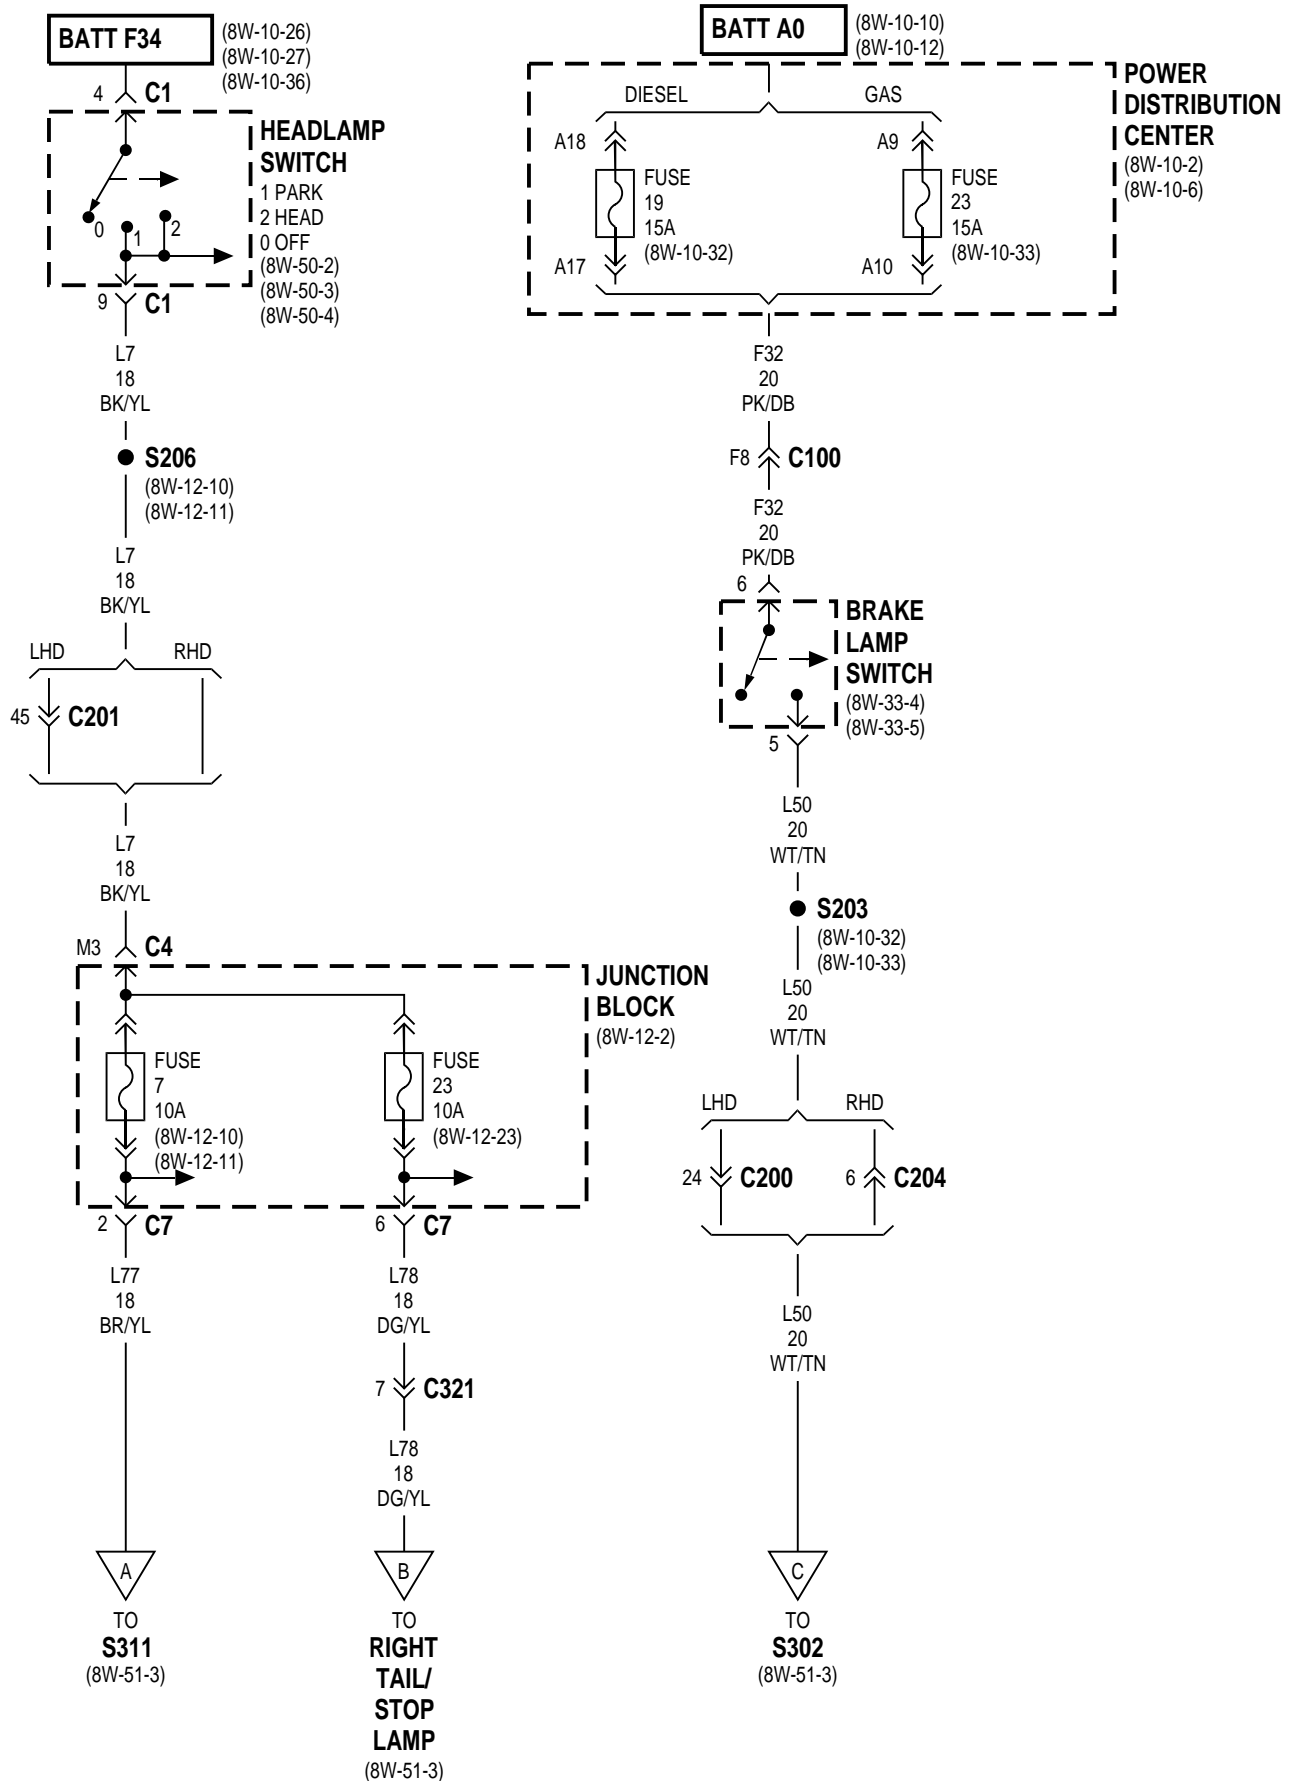 BATT F34
(8W-10-26)
(8W-10-27)
(8W-10-36)
4
C1
HEADLAMP
SWITCH
1 PARK
2 HEAD
0 OFF
(8W-50-2)
(8W-50-3)
(8W-50-4)
0
1
2
9
C1
L7
18
BK/YL
S206
(8W-12-10)
(8W-12-11)
L7
18
BK/YL
LHD
RHD
45
C201
L7
18
BK/YL
M3
C4
JUNCTION
BLOCK
(8W-12-2)
FUSE
7
10A
(8W-12-10)
(8W-12-11)
FUSE
23
10A
(8W-12-23)
2
C7
6
C7
L77
18
BR/YL
L78
18
DG/YL
7
C321
L78
18
DG/YL
A
TO
S311
(8W-51-3)
B
TO
RIGHT
TAIL/
STOP
LAMP
(8W-51-3)
BATT A0
(8W-10-10)
(8W-10-12)
POWER
DISTRIBUTION
CENTER
(8W-10-2)
(8W-10-6)
DIESEL
GAS
A18
FUSE
19
15A
(8W-10-32)
A17
A9
FUSE
23
15A
(8W-10-33)
A10
F32
20
PK/DB
F8
C100
F32
20
PK/DB
6
BRAKE
LAMP
SWITCH
(8W-33-4)
(8W-33-5)
5
L50
20
WT/TN
S203
(8W-10-32)
(8W-10-33)
L50
20
WT/TN
LHD
RHD
24
C200
6
C204
L50
20
WT/TN
C
TO
S302
(8W-51-3)